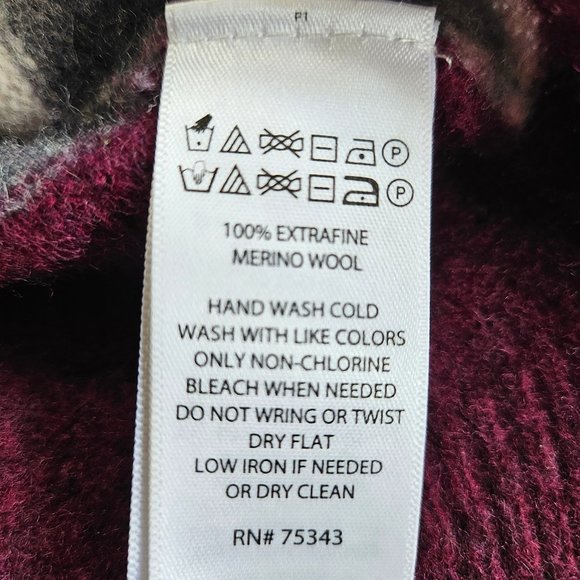 P1
P
P
100% EXTRAFINE
MERINO WOOL
HAND WASH COLD
WASH WITH LIKE COLORS
ONLY NON-CHLORINE
BLEACH WHEN NEEDED
DO NOT WRING OR TWIST
DRY FLAT
LOW IRON IF NEEDED
OR DRY CLEAN
RN# 75343